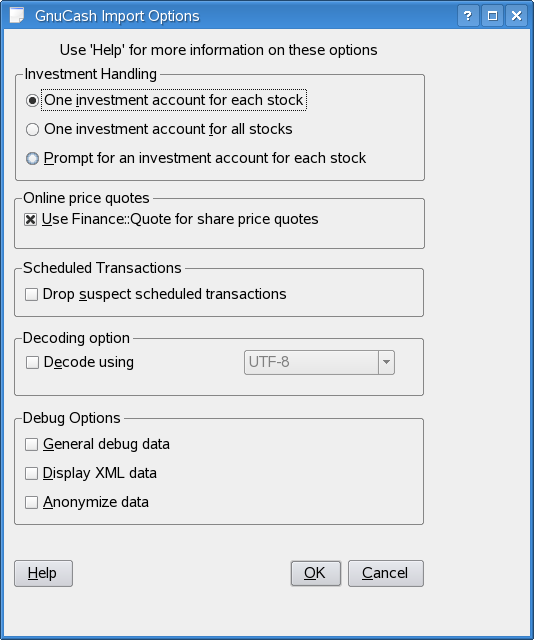 GnuCash Import Options
Use 'Help' for more information on these options
Investment Handling
One investment account for each stock
One investment account for all stocks
Prompt for an investment account for each stock
Online price quotes
Use Finance::Quote for share price quotes
Scheduled Transactions
Drop suspect scheduled transactions
Decoding option
Decode using UTF-8
Debug Options
General debug data
Display XML data
Anonymize data
Help OK Cancel